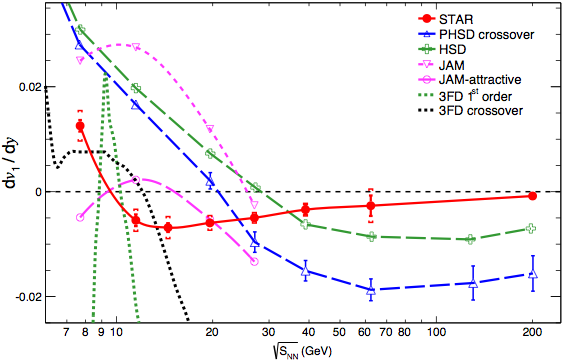 STAR
PHSD crossover
HSD
JAM
JAM-attractive
3FD 1st order
3FD crossover
dv1 / dy
0.02
0
-0.02
7 8 9 10 20 30 40 50 60 70 100 200
√SNN (GeV)